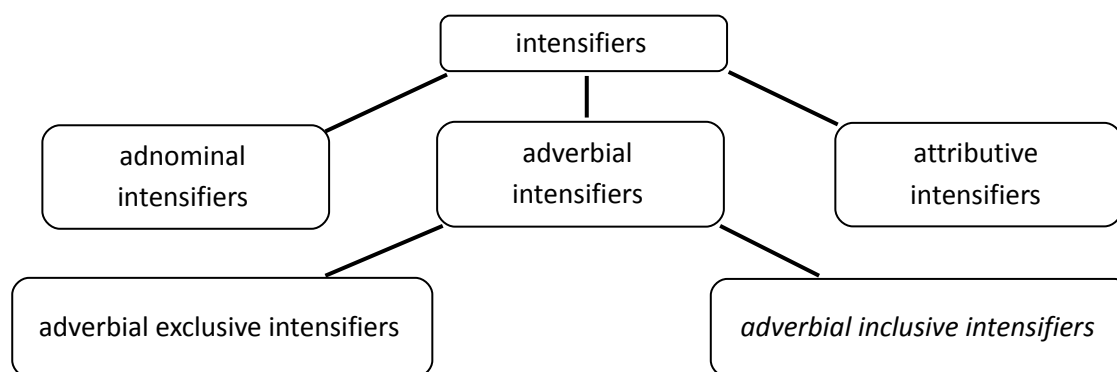 intensifiers
adnominal
intensifiers
adverbial
intensifiers
attributive
intensifiers
adverbial exclusive intensifiers
adverbial inclusive intensifiers